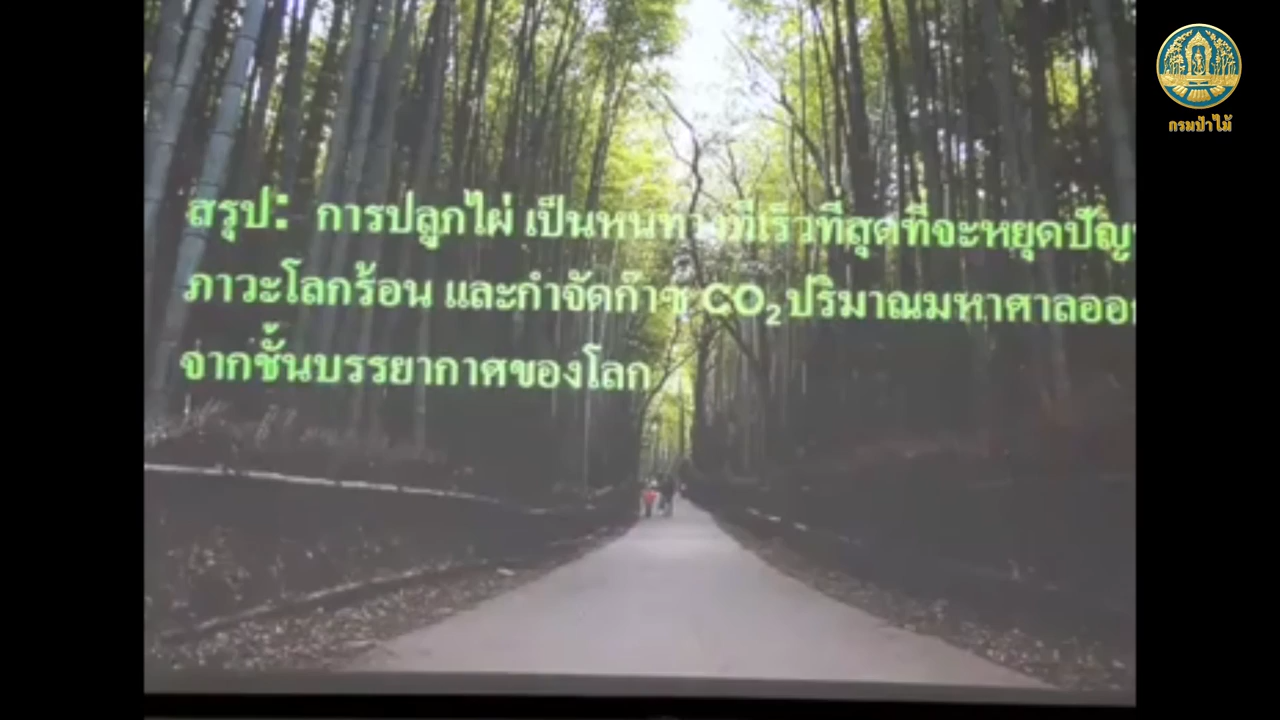 สรุป: การปลูกไผ่ เป็นหนทางที่เร็วที่สุดที่จะหยุดปัญ
ภาวะโลกร้อน และกำจัดก๊าซ CO₂ ปริมาณมหาศาลออก
จากชั้นบรรยากาศของโลก
กรมป่าไม้